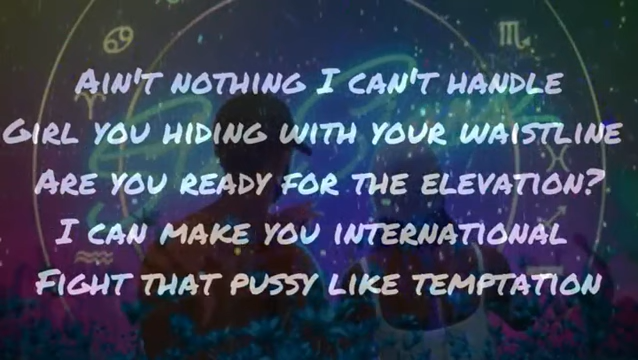 AIN'T NOTHING I CAN'T HANDLE
GIRL YOU HIDING WITH YOUR WAISTLINE
ARE YOU READY FOR THE ELEVATION?
I CAN MAKE YOU INTERNATIONAL
FIGHT THAT PUSSY LIKE TEMPTATION